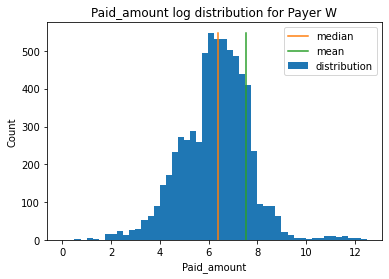 Paid_amount log distribution for Payer W
median
mean
distribution
Count
500
400
300
200
100
0
0 2 4 6 8 10 12
Paid_amount